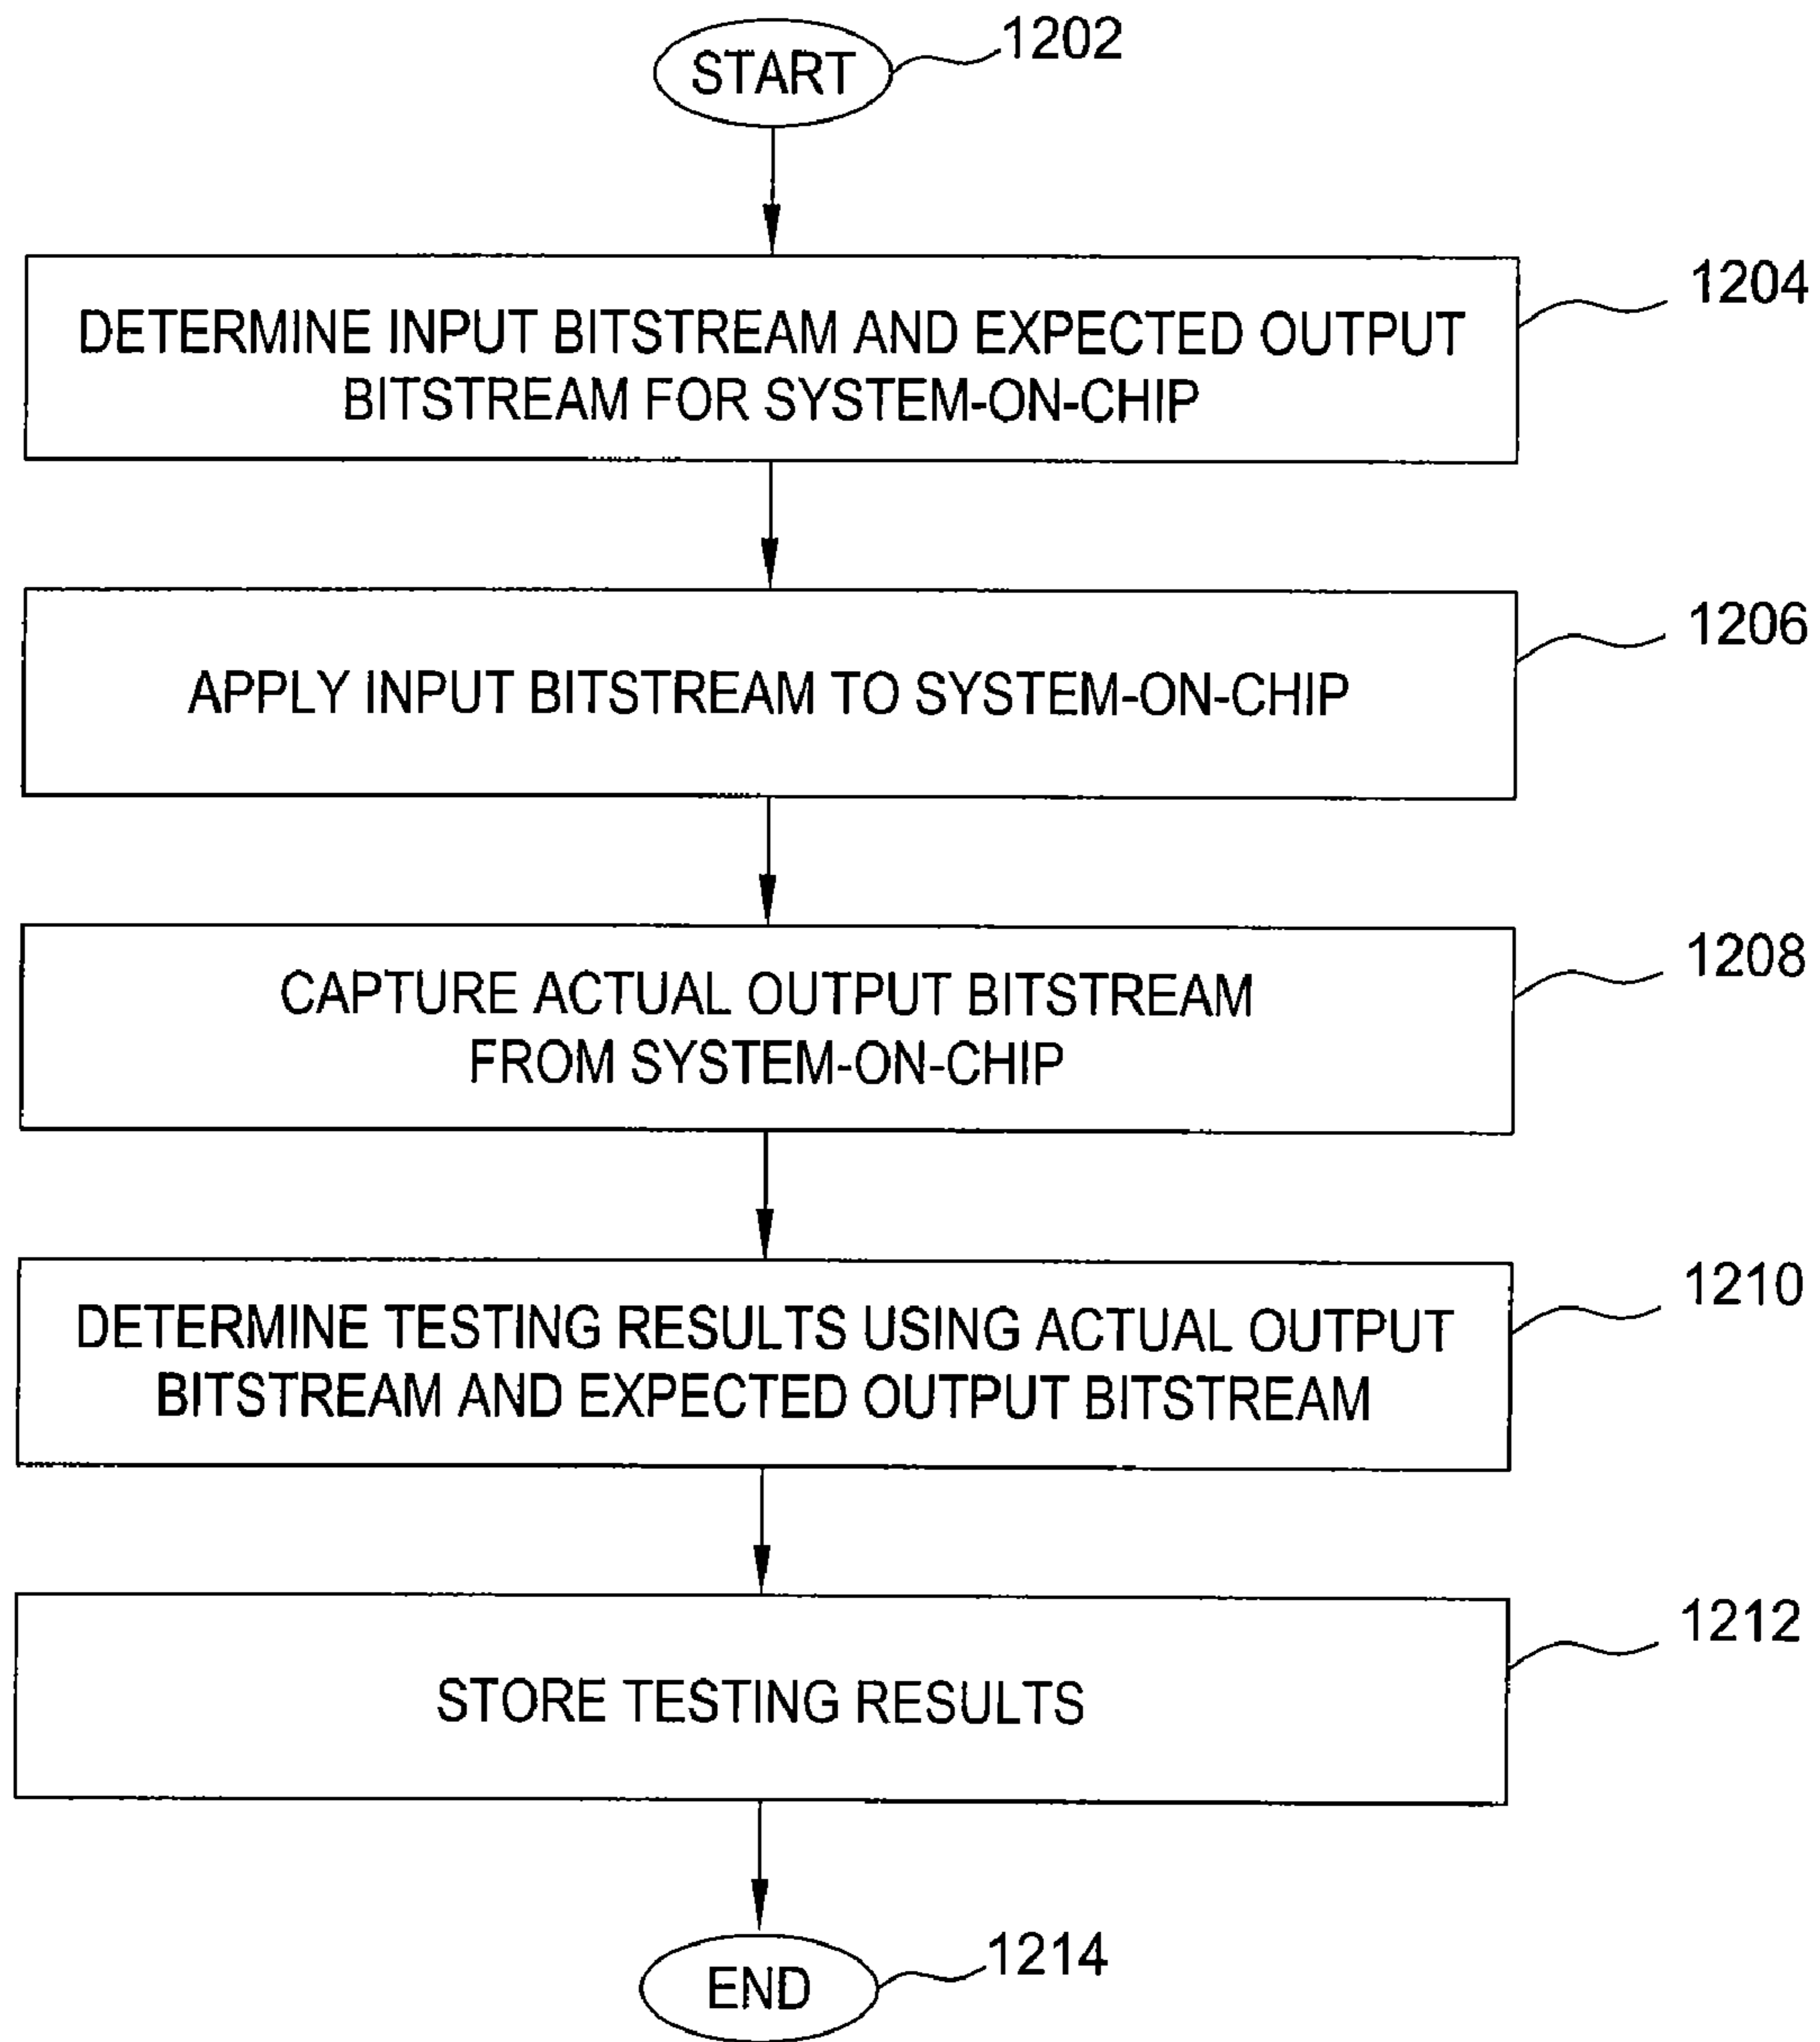 START
1202
DETERMINE INPUT BITSTREAM AND EXPECTED OUTPUT
BITSTREAM FOR SYSTEM-ON-CHIP
1204
APPLY INPUT BITSTREAM TO SYSTEM-ON-CHIP
1206
CAPTURE ACTUAL OUTPUT BITSTREAM
FROM SYSTEM-ON-CHIP
1208
DETERMINE TESTING RESULTS USING ACTUAL OUTPUT
BITSTREAM AND EXPECTED OUTPUT BITSTREAM
1210
STORE TESTING RESULTS
1212
END
1214